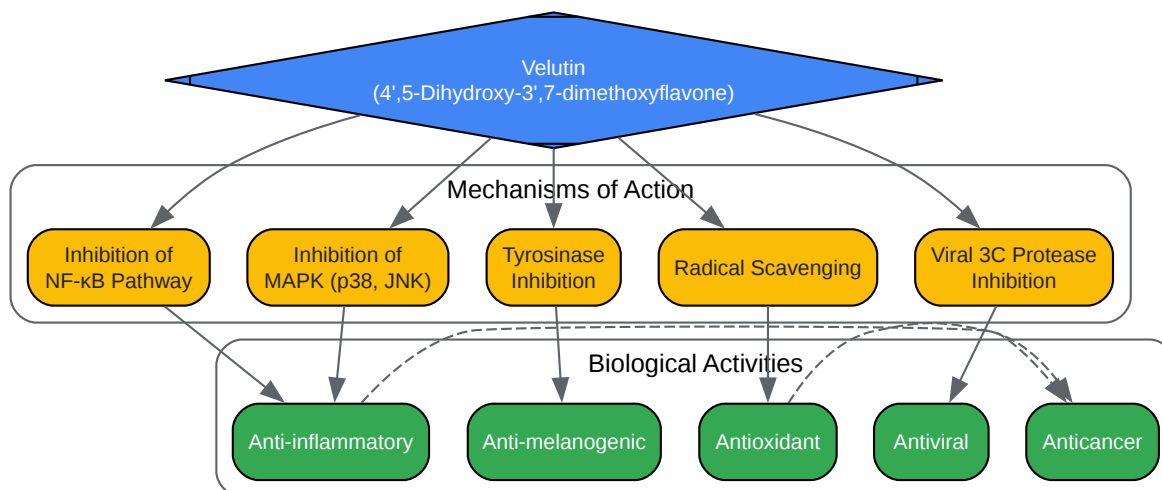 Velutin
(4',5-Dihydroxy-3',7-dimethoxyflavone)
Mechanisms of Action
Inhibition of
NF-κB Pathway
Inhibition of
MAPK (p38, JNK)
Tyrosinase
Inhibition
Radical Scavenging
Viral 3C Protease
Inhibition
Biological Activities
Anti-inflammatory
Anti-melanogenic
Antioxidant
Antiviral
Anticancer